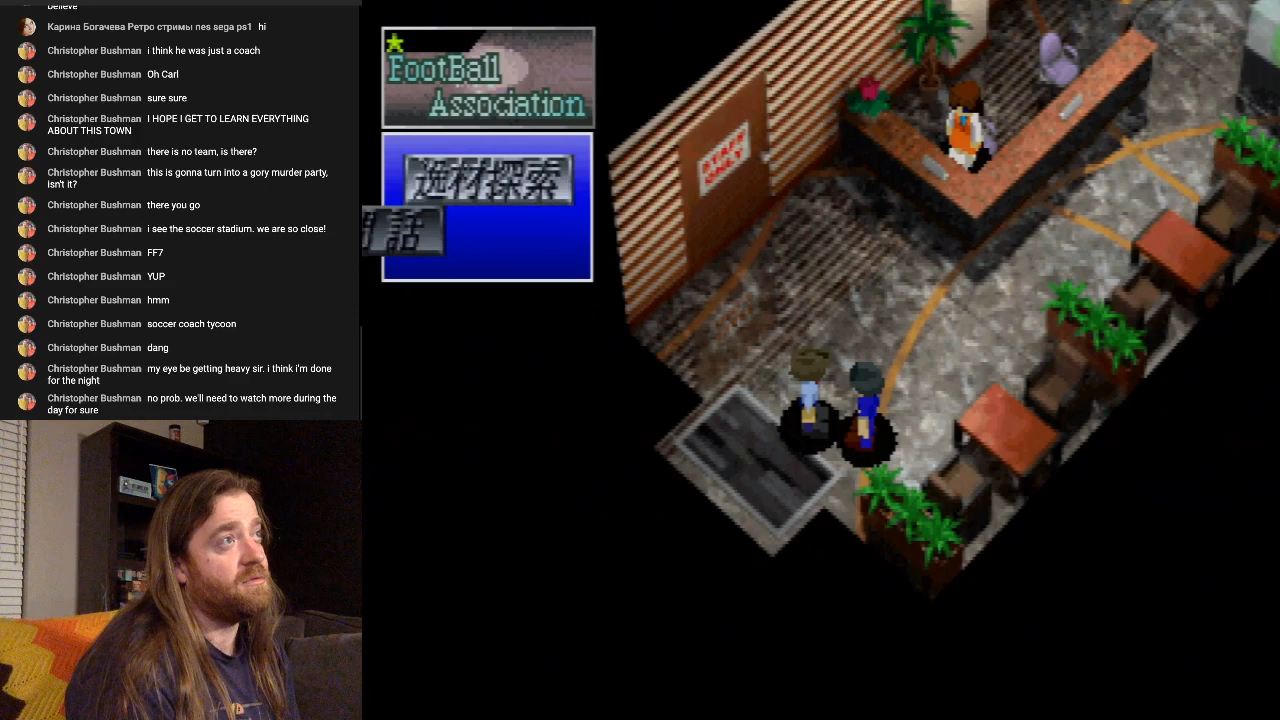 believe
Карина Богачева Ретро стримы nes sega ps1 hi
Christopher Bushman i think he was just a coach
Christopher Bushman Oh Carl
Christopher Bushman sure sure
Christopher Bushman I HOPE I GET TO LEARN EVERYTHING
ABOUT THIS TOWN
Christopher Bushman there is no team, is there?
Christopher Bushman this is gonna turn into a gory murder party,
isn't it?
Christopher Bushman there you go
Christopher Bushman i see the soccer stadium. we are so close!
Christopher Bushman FF7
Christopher Bushman YUP
Christopher Bushman hmm
Christopher Bushman soccer coach tycoon
Christopher Bushman dang
Christopher Bushman my eye be getting heavy sir. i think i'm done
for the night
Christopher Bushman no prob. we'll need to watch more during the
day for sure
FootBall
Association
逸材探索
話